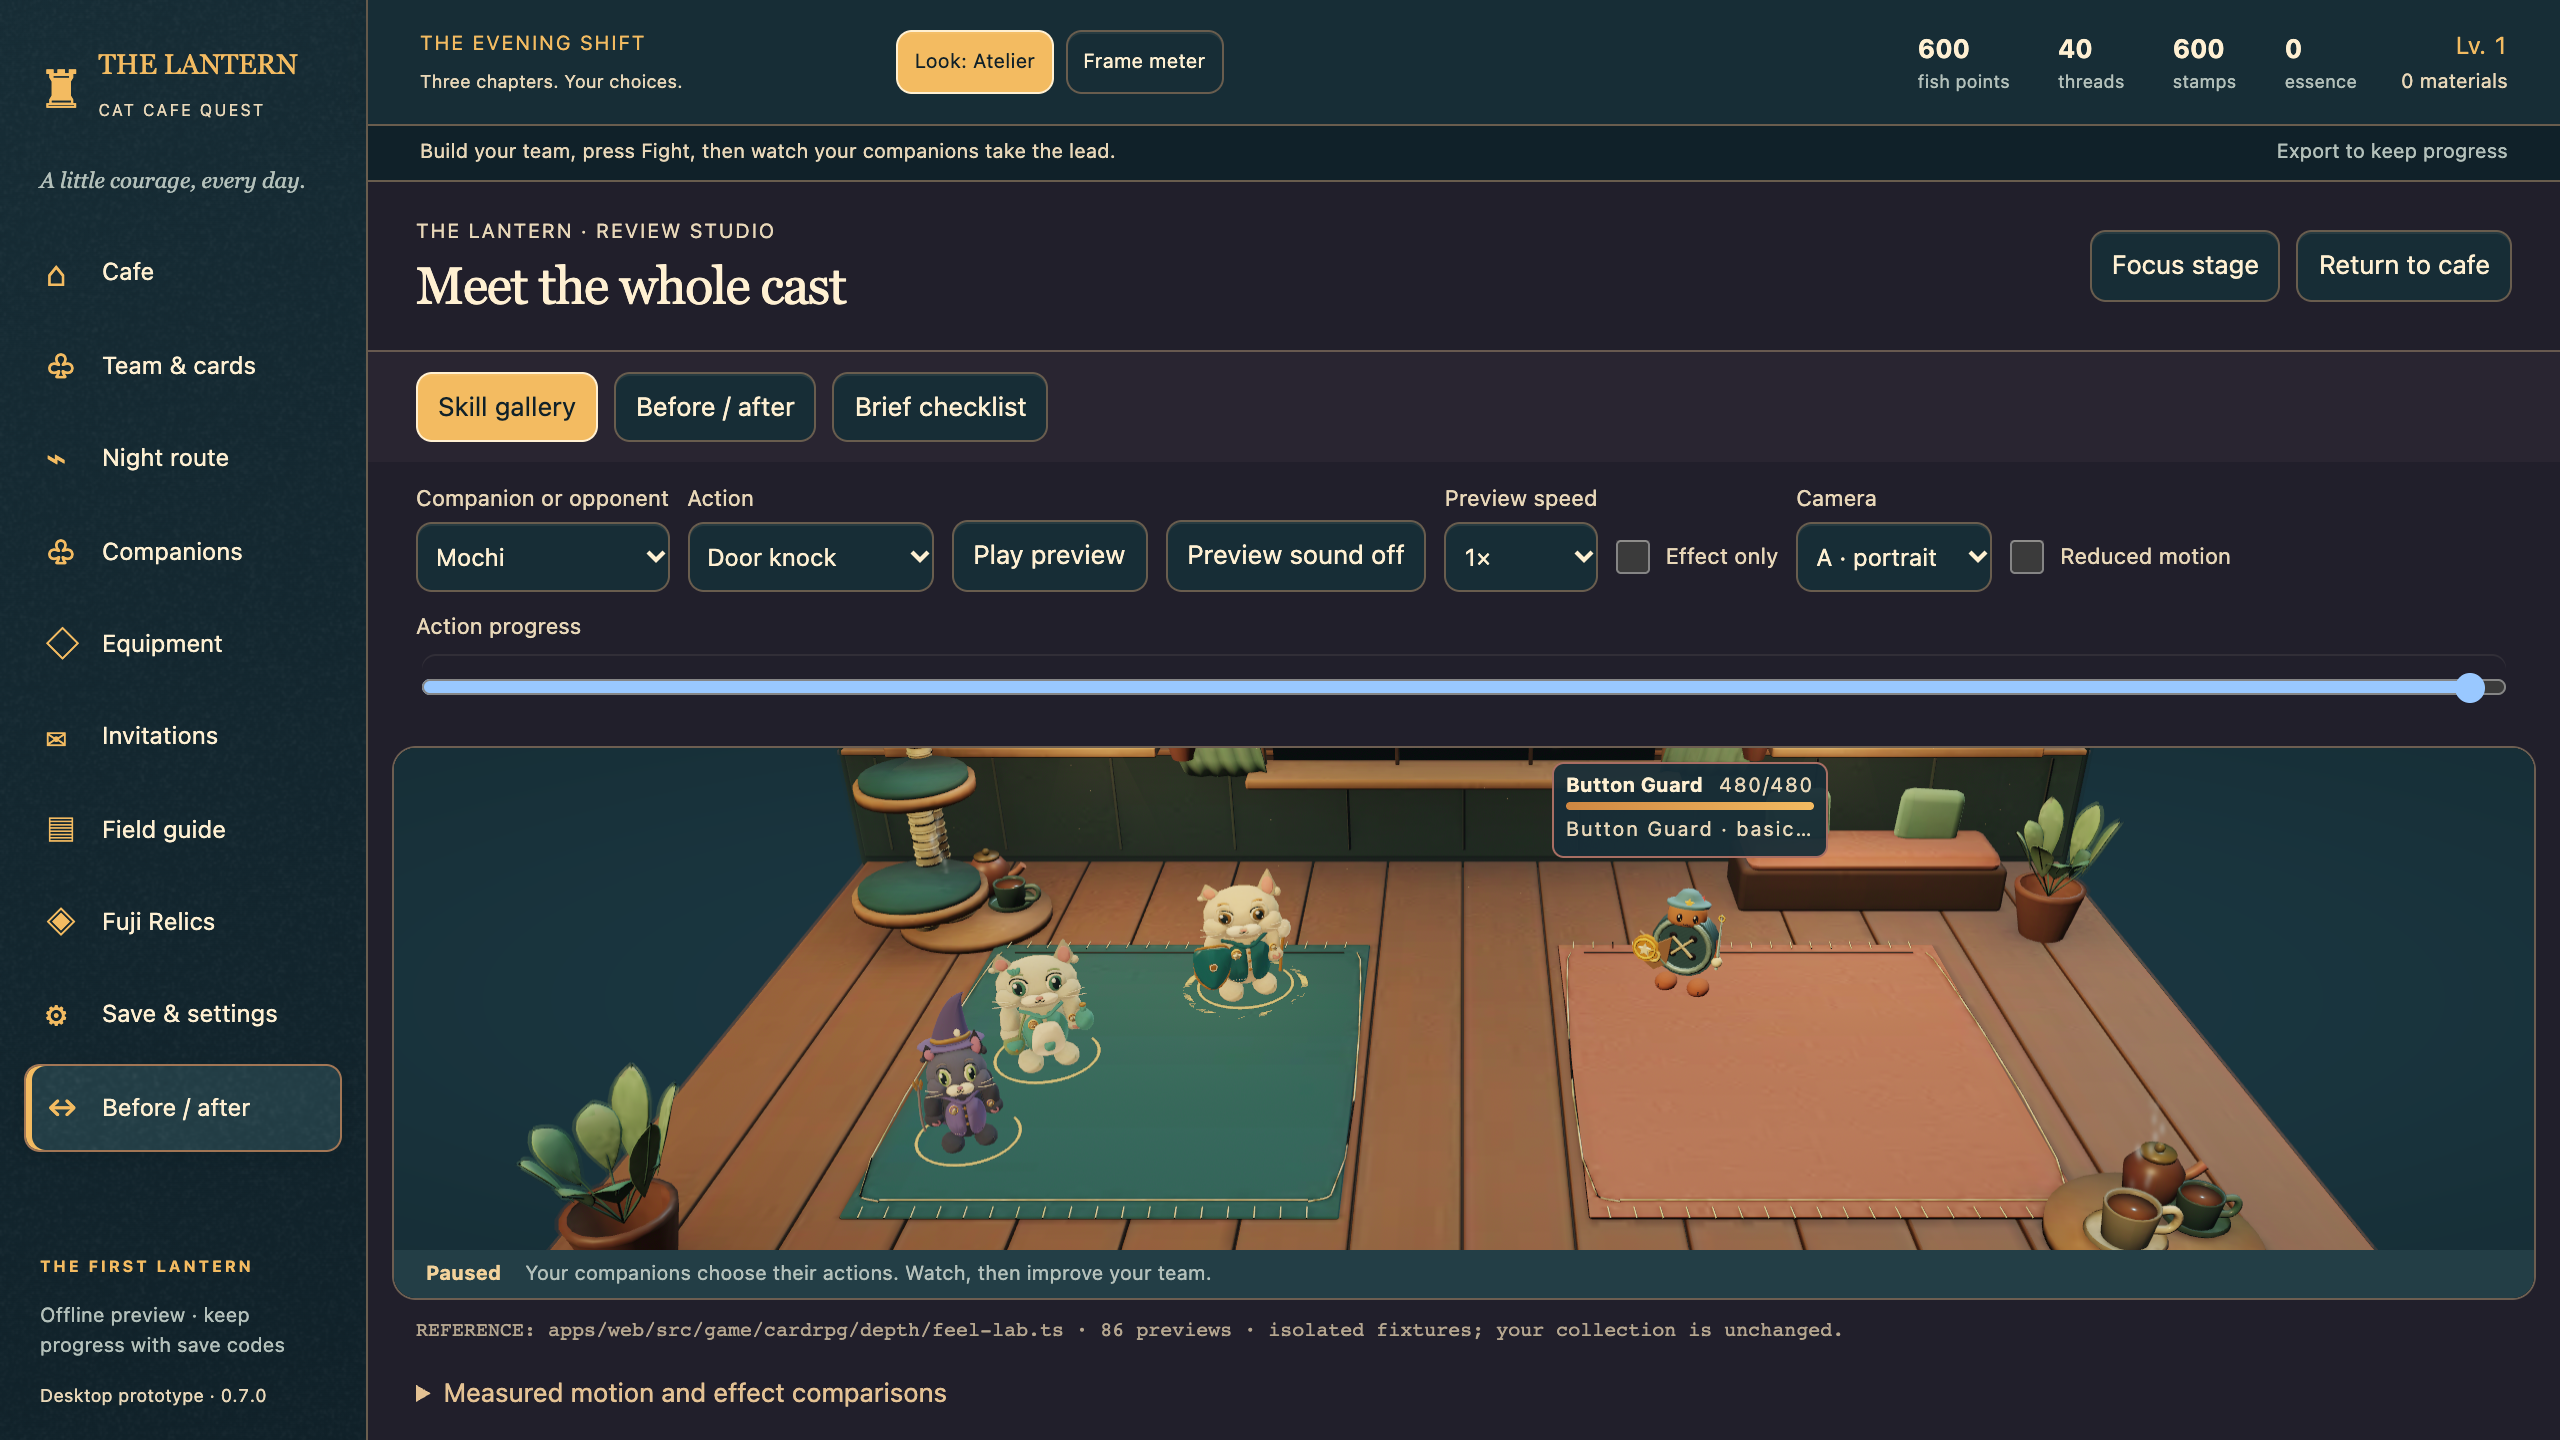 THE LANTERN
CAT CAFE QUEST
A little courage, every day.
Cafe
Team & cards
Night route
Companions
Equipment
Invitations
Field guide
Fuji Relics
Save & settings
Before / after
THE FIRST LANTERN
Offline preview · keep
progress with save codes
Desktop prototype · 0.7.0
THE EVENING SHIFT
Three chapters. Your choices.
Look: Atelier
Frame meter
600
fish points
40
threads
600
stamps
0
essence
Lv. 1
0 materials
Build your team, press Fight, then watch your companions take the lead.
Export to keep progress
THE LANTERN · REVIEW STUDIO
Meet the whole cast
Focus stage
Return to cafe
Skill gallery
Before / after
Brief checklist
Companion or opponent
Mochi
Action
Door knock
Play preview
Preview sound off
Preview speed
1×
Effect only
Camera
A · portrait
Reduced motion
Action progress
Button Guard 480/480
Button Guard · basic…
Paused Your companions choose their actions. Watch, then improve your team.
REFERENCE: apps/web/src/game/cardrpg/depth/feel-lab.ts · 86 previews · isolated fixtures; your collection is unchanged.
Measured motion and effect comparisons